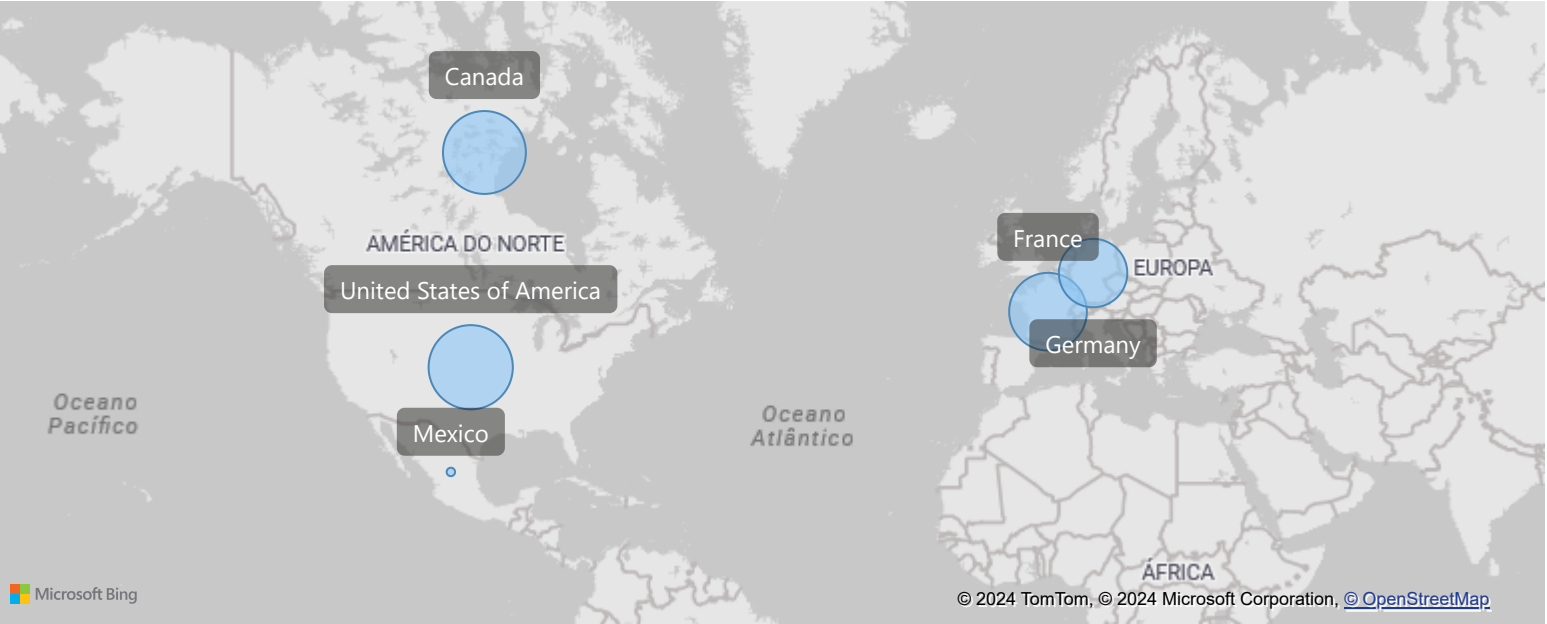 Canada
AMÉRICA DO NORTE
United States of America
Mexico
Oceano
Pacífico
Oceano
Atlântico
France
EUROPA
Germany
ÁFRICA
Microsoft Bing
© 2024 TomTom, © 2024 Microsoft Corporation, © OpenStreetMap